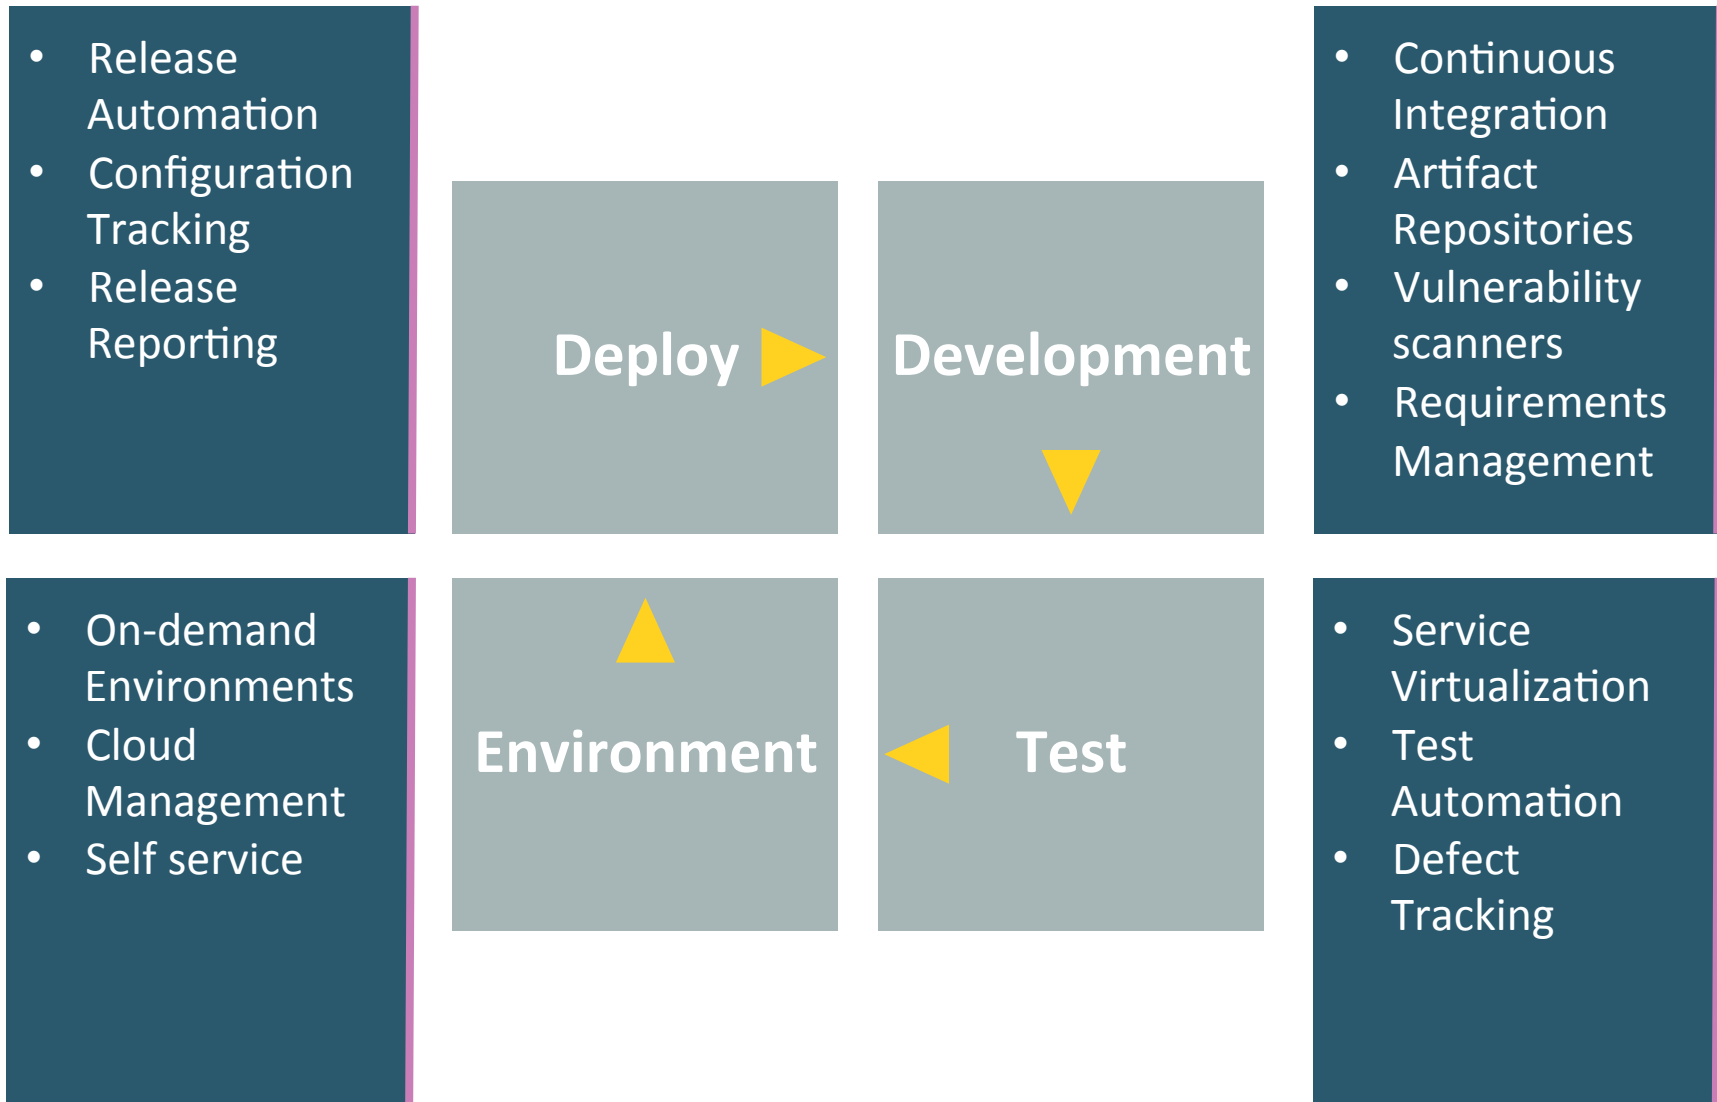 • Release
Automation
• Configuration
Tracking
• Release
Reporting
Deploy
Development
• Continuous
Integration
• Artifact
Repositories
• Vulnerability
scanners
• Requirements
Management
• On-demand
Environments
• Cloud
Management
• Self service
Environment
Test
• Service
Virtualization
• Test
Automation
• Defect
Tracking